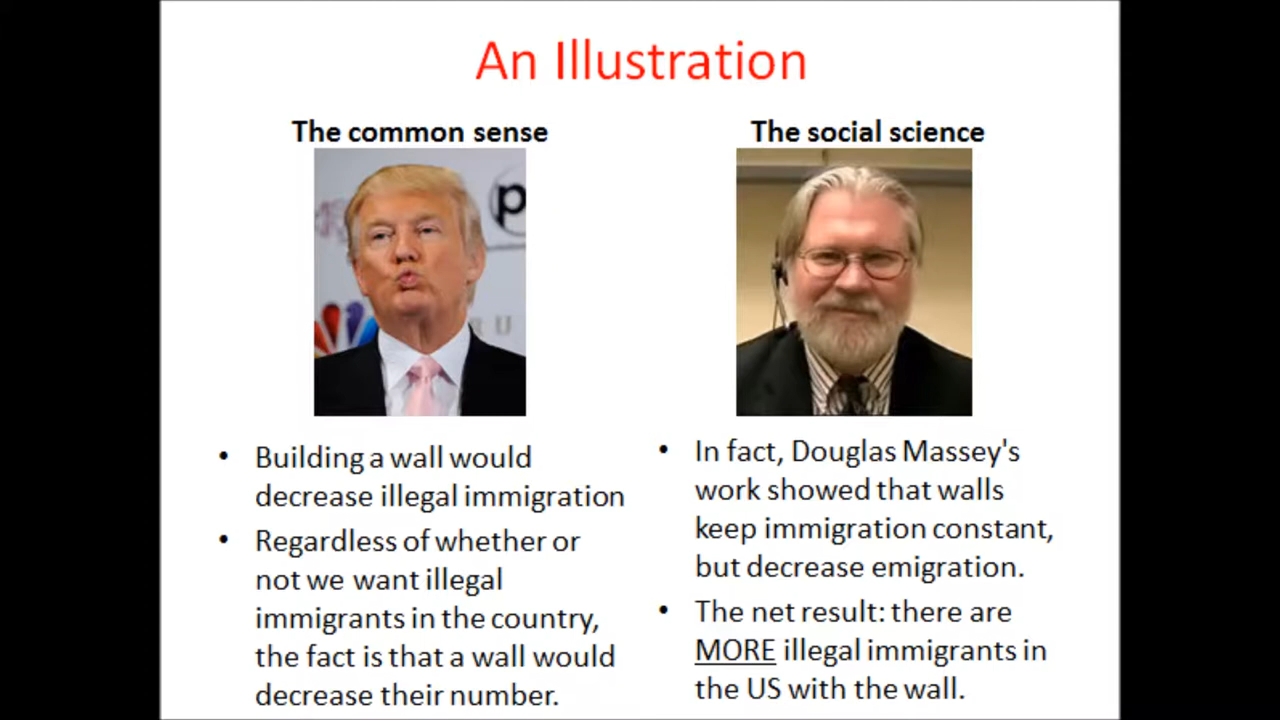 An Illustration
The common sense
The social science
p
R U
Building a wall would
decrease illegal immigration
Regardless of whether or
not we want illegal
immigrants in the country,
the fact is that a wall would
decrease their number.
In fact, Douglas Massey's
work showed that walls
keep immigration constant,
but decrease emigration.
The net result: there are
MORE illegal immigrants in
the US with the wall.